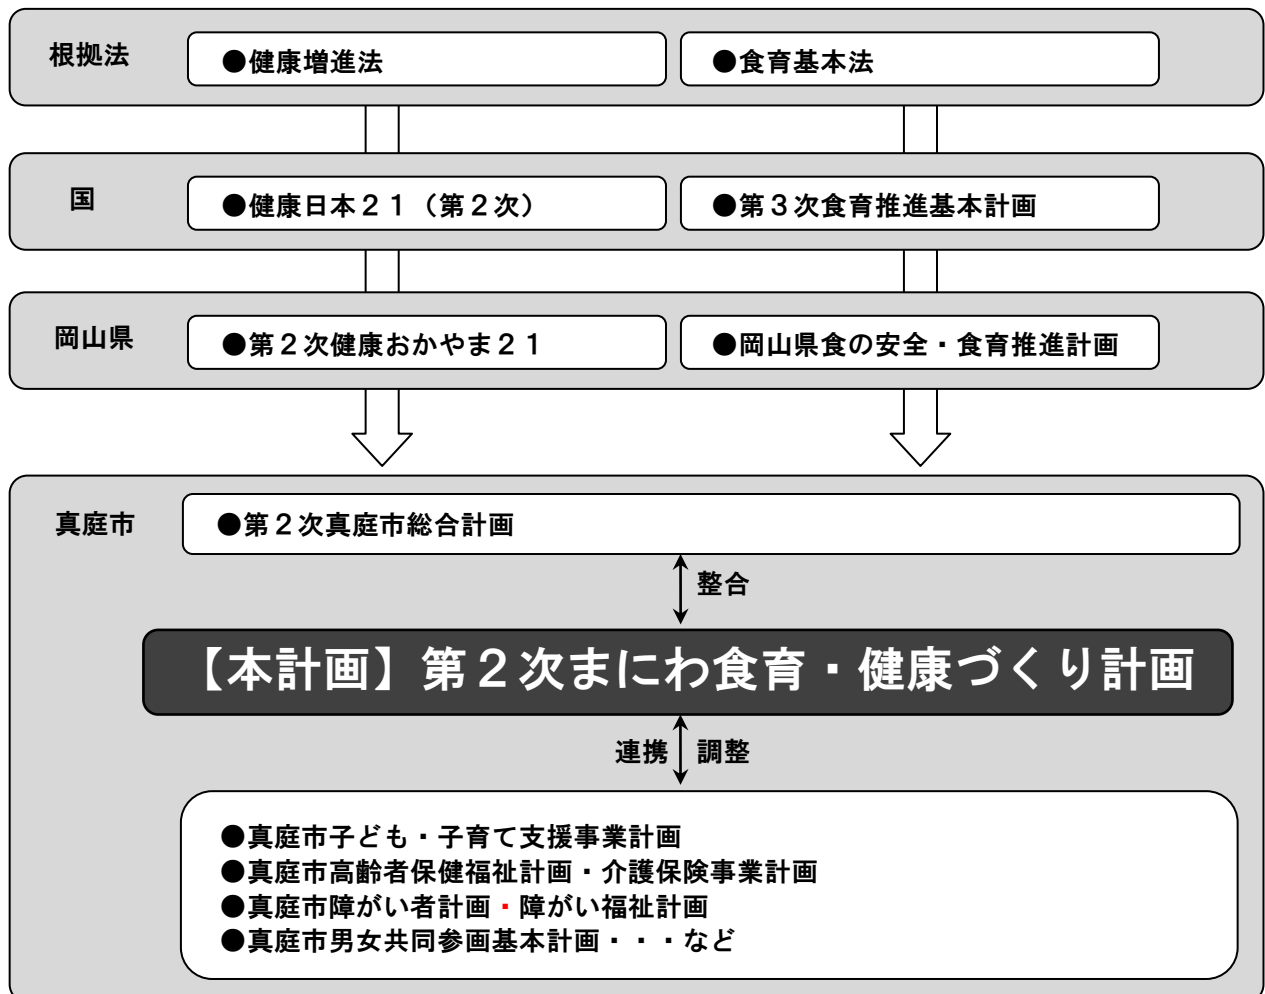 根拠法
●健康増進法
●食育基本法
国
●健康日本２１（第２次）
●第３次食育推進基本計画
岡山県
●第２次健康おかやま２１
●岡山県食の安全・食育推進計画
真庭市
●第２次真庭市総合計画
整合
【本計画】第２次まにわ食育・健康づくり計画
連携 調整
●真庭市子ども・子育て支援事業計画
●真庭市高齢者保健福祉計画・介護保険事業計画
●真庭市障がい者計画・障がい福祉計画
●真庭市男女共同参画基本計画・・・など